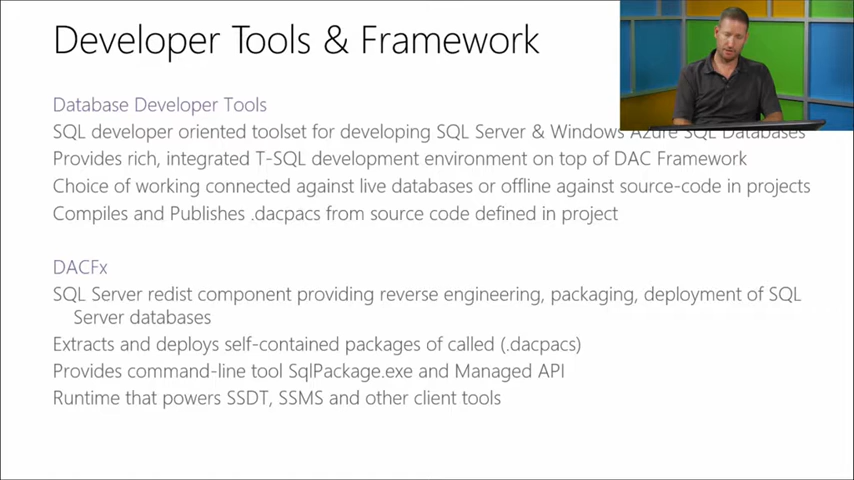 Developer Tools & Framework
Database Developer Tools
SQL developer oriented toolset for developing SQL Server & Windows Azure SQL Databases
Provides rich, integrated T-SQL development environment on top of DAC Framework
Choice of working connected against live databases or offline against source-code in projects
Compiles and Publishes .dacpacs from source code defined in project
DACFx
SQL Server redist component providing reverse engineering, packaging, deployment of SQL
Server databases
Extracts and deploys self-contained packages of called (.dacpacs)
Provides command-line tool SqlPackage.exe and Managed API
Runtime that powers SSDT, SSMS and other client tools